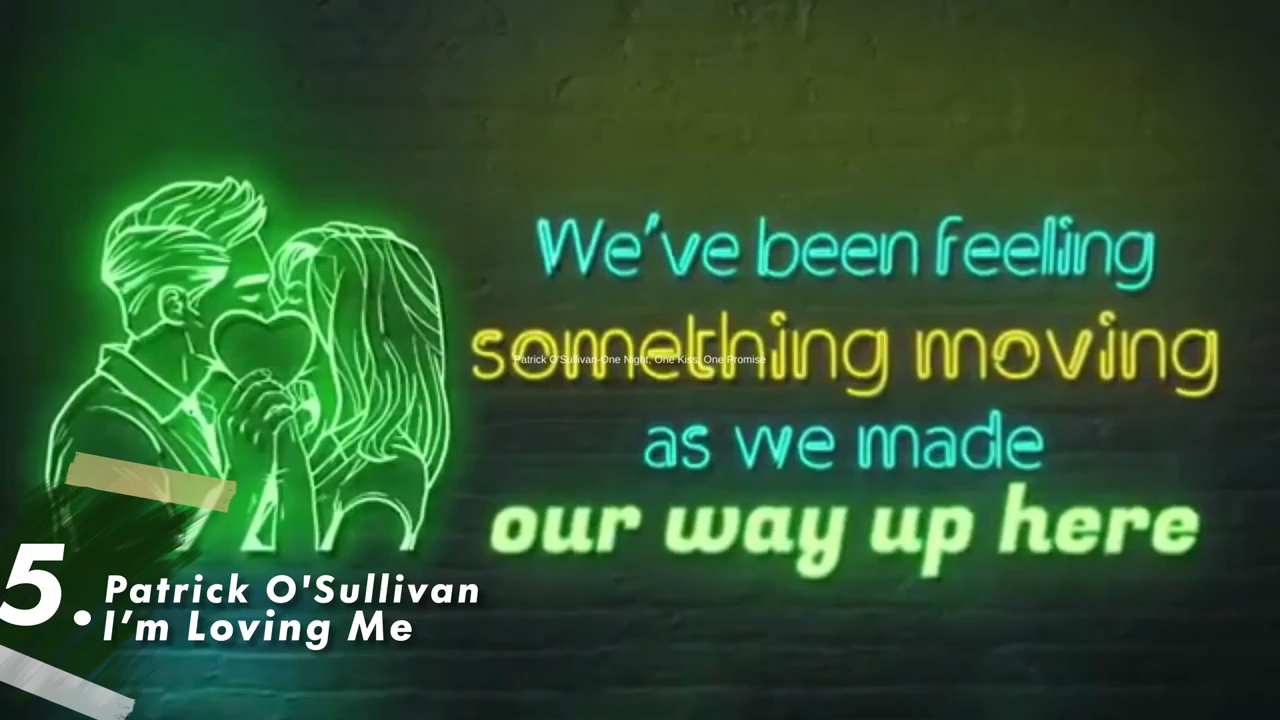 We've been feeling
something moving
Patrick O'Sullivan-One Night, One Kiss, One Promise
as we made
our way up here
5. Patrick O'Sullivan
I'm Loving Me